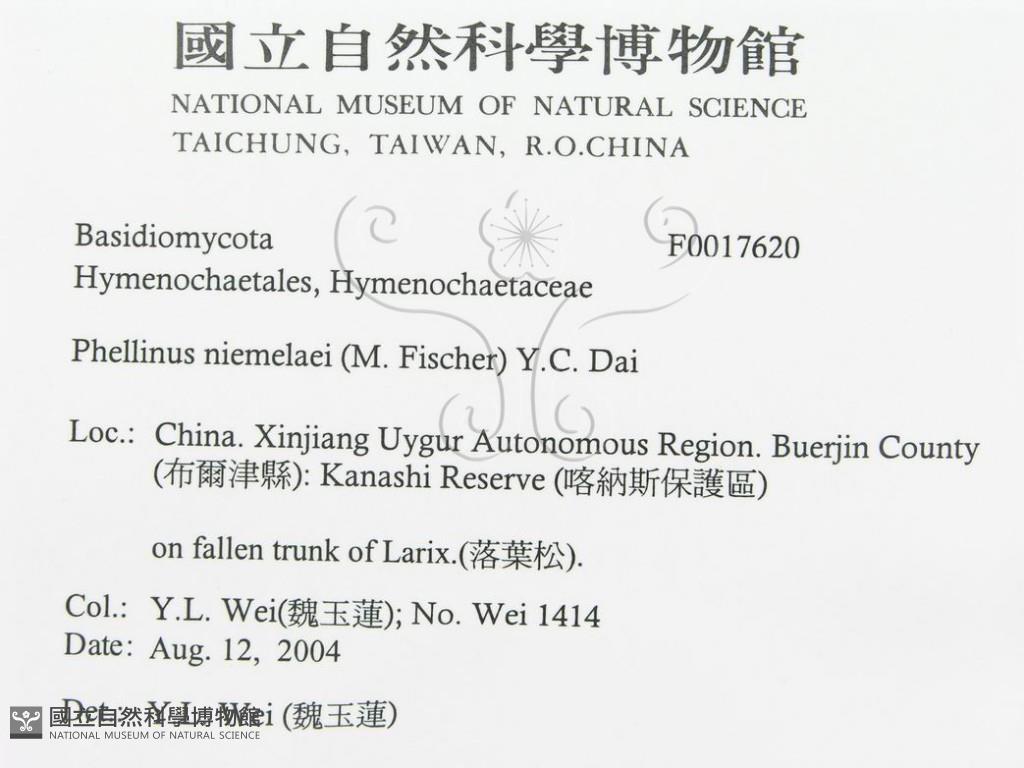 國立自然科學博物館
NATIONAL MUSEUM OF NATURAL SCIENCE
TAICHUNG, TAIWAN, R.O.CHINA
Basidiomycota F0017620
Hymenochaetales, Hymenochaetaceae
Phellinus niemelaei (M. Fischer) Y.C. Dai
Loc.: China. Xinjiang Uygur Autonomous Region. Buerjin County
(布爾津縣): Kanashi Reserve (喀納斯保護區)
on fallen trunk of Larix.(落葉松).
Col.: Y.L. Wei(魏玉蓮); No. Wei 1414
Date: Aug. 12, 2004
Det.: Y.L. Wei (魏玉蓮)
國立自然科學博物館
NATIONAL MUSEUM OF NATURAL SCIENCE